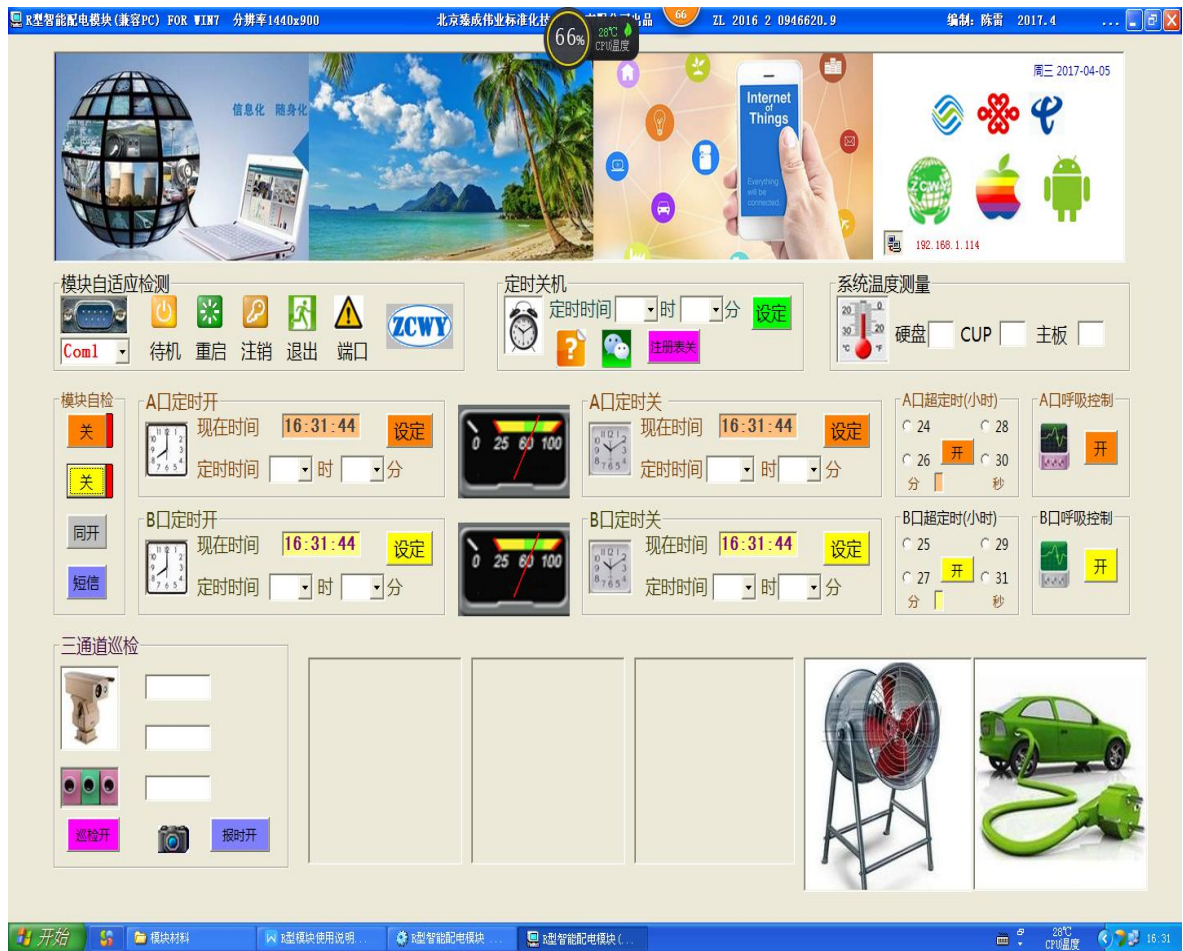 R型智能配电模块(兼容PC) FOR WIN7 分辨率1440x900 北京臻成伟业标准化技 有限公司出品 66 ZL 2016 2 0946620.9 编制: 陈雷 2017.4 ...
66% 28℃ CPU温度
周三 2017-04-05
信息化 随身化
Internet of Things
Everything will be connected
ZCWY
192.168.1.114
模块自适应检测
Com1 待机 重启 注销 退出 端口 ZCWY
定时关机
定时时间 时 分 设定
注册表关
系统温度测量
20 0
30 20
°C °F
硬盘 CUP 主板
模块自检
关
关
同开
短信
A口定时开
现在时间 16:31:44 设定
定时时间 时 分
0 25 60 100
A口定时关
现在时间 16:31:44 设定
定时时间 时 分
A口超定时(小时)
24 28
26 开 30
分 秒
A口呼吸控制
开
B口定时开
现在时间 16:31:44 设定
定时时间 时 分
0 25 60 100
B口定时关
现在时间 16:31:44 设定
定时时间 时 分
B口超定时(小时)
25 29
27 开 31
分 秒
B口呼吸控制
开
三通道巡检
巡检开 报时开
开始 模块材料 R型模块使用说明... R型智能配电模块 ... R型智能配电模块(... 28℃ CPU温度 16:31